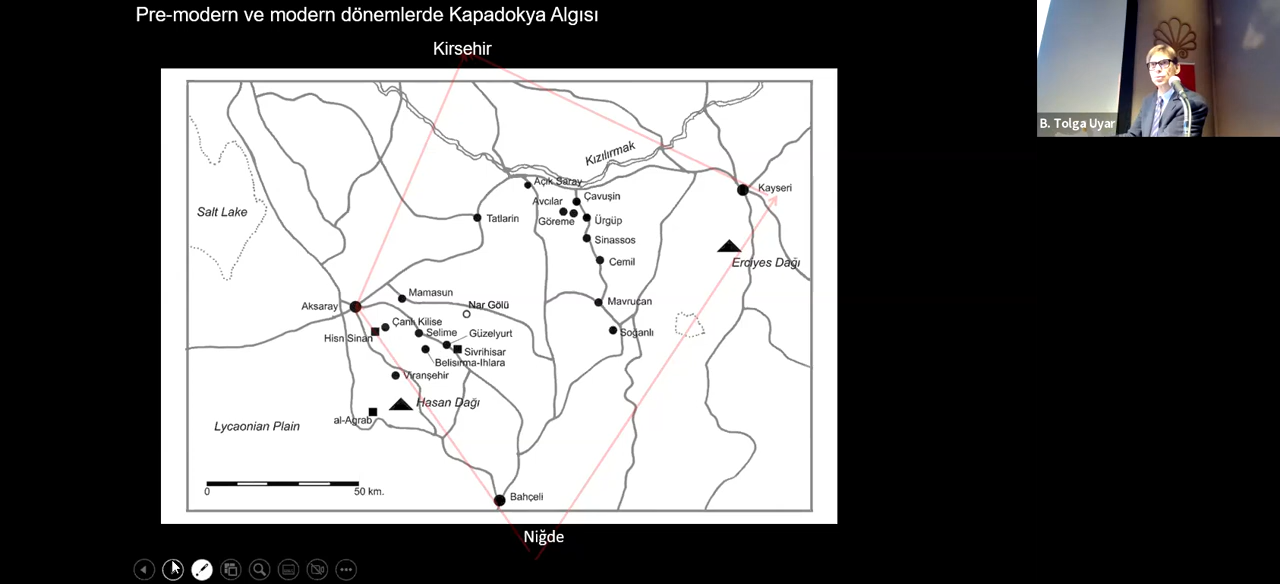 Pre-modern ve modern dönemlerde Kapadokya Algısı
Kirsehir
B. Tolga Uyar
Kızılırmak
Açık Saray
Çavuşin
Kayseri
Avcılar
Salt Lake
Göreme
Ürgüp
Tatlarin
Sinassos
Cemil
Erciyes Dağı
Mamasun
Mavrucan
Aksaray
Nar Gölü
Çanlı Kilise
Hisn Sinan
Selime
Güzelyurt
Soğanlı
Sivrihisar
Belisırma-Ihlara
Viranşehir
Hasan Dağı
al-Agrab
Lycaonian Plain
0
50 km.
Bahçeli
Niğde